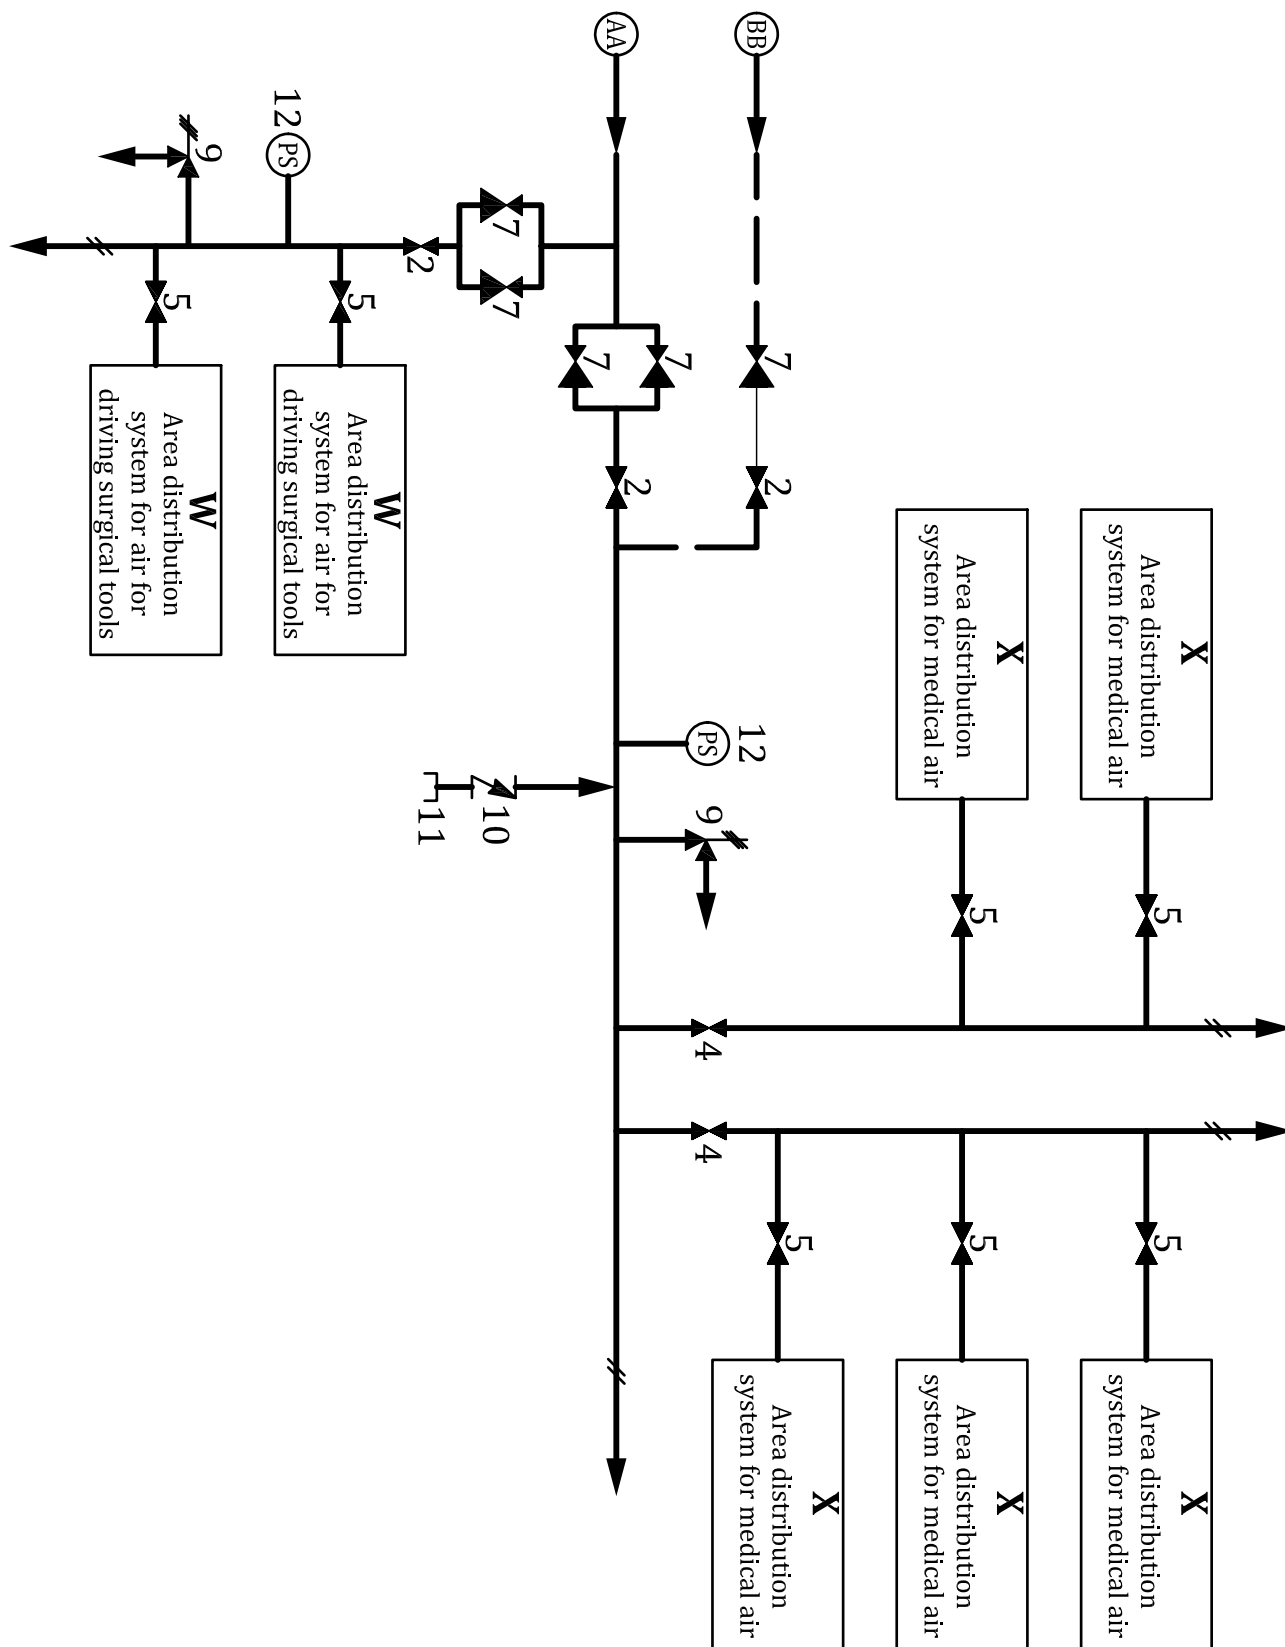 X
Area distribution
system for medical air
5
5
X
Area distribution
system for medical air
X
Area distribution
system for medical air
5
5
X
Area distribution
system for medical air
5
X
Area distribution
system for medical air
BB
7
2
12
PS
9
4
4
7
AA
7
2
7
7
10
11
2
5
W
Area distribution
system for air for
driving surgical tools
12
PS
9
5
W
Area distribution
system for air for
driving surgical tools